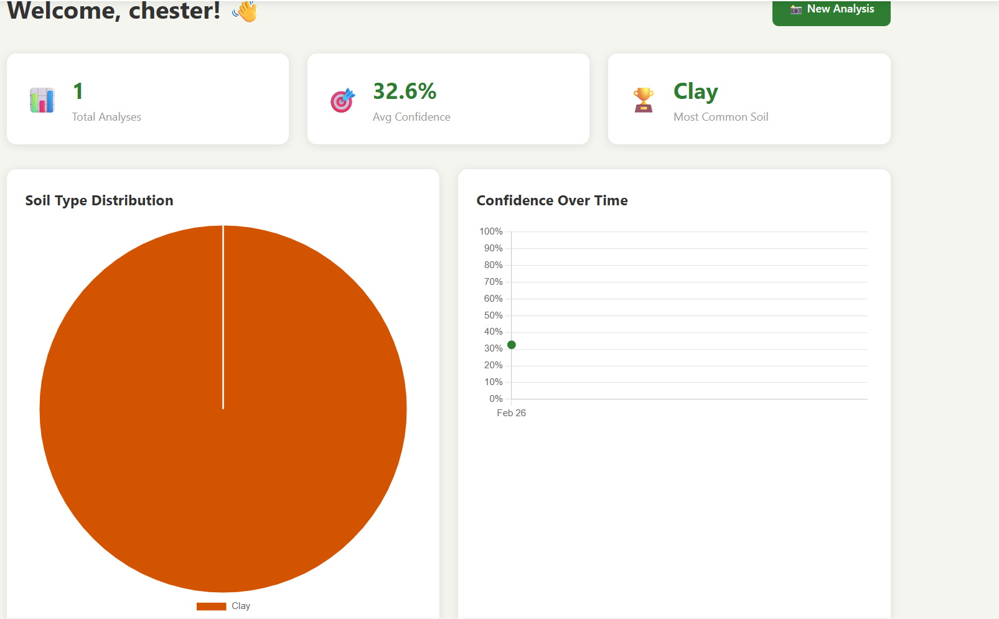 Welcome, chester! 👋
📸 New Analysis
1
Total Analyses
32.6%
Avg Confidence
Clay
Most Common Soil
Soil Type Distribution
Clay
Confidence Over Time
100%
90%
80%
70%
60%
50%
40%
30%
20%
10%
0%
Feb 26